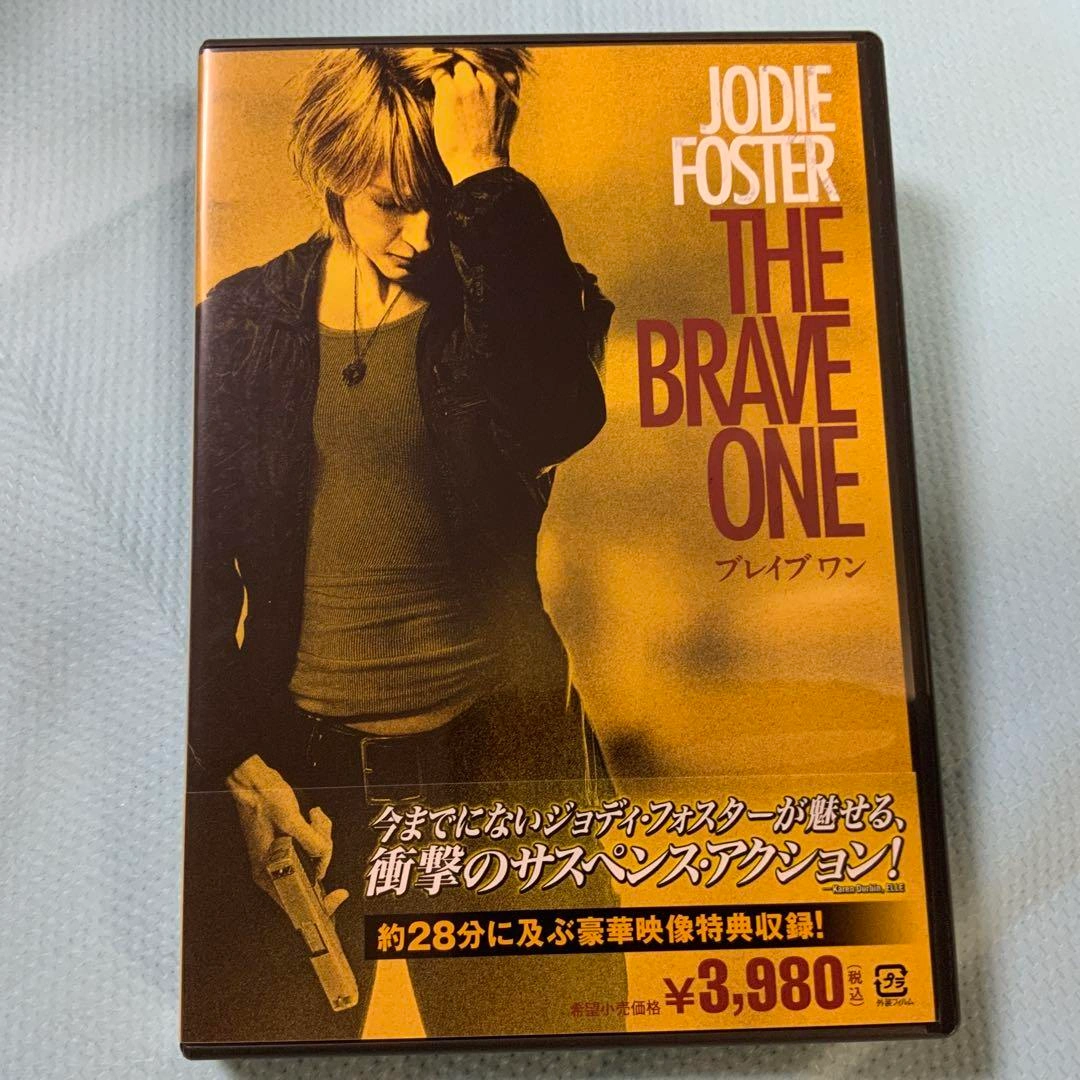 JODIE
FOSTER
THE
BRAVE
ONE
ブレイブ ワン
今までにないジョディ・フォスターが魅せる、
衝撃のサスペンス・アクション!
—Karen Durbin, ELLE
約28分に及ぶ豪華映像特典収録!
希望小売価格 ¥3,980(税込)
プラ
外装フィルム